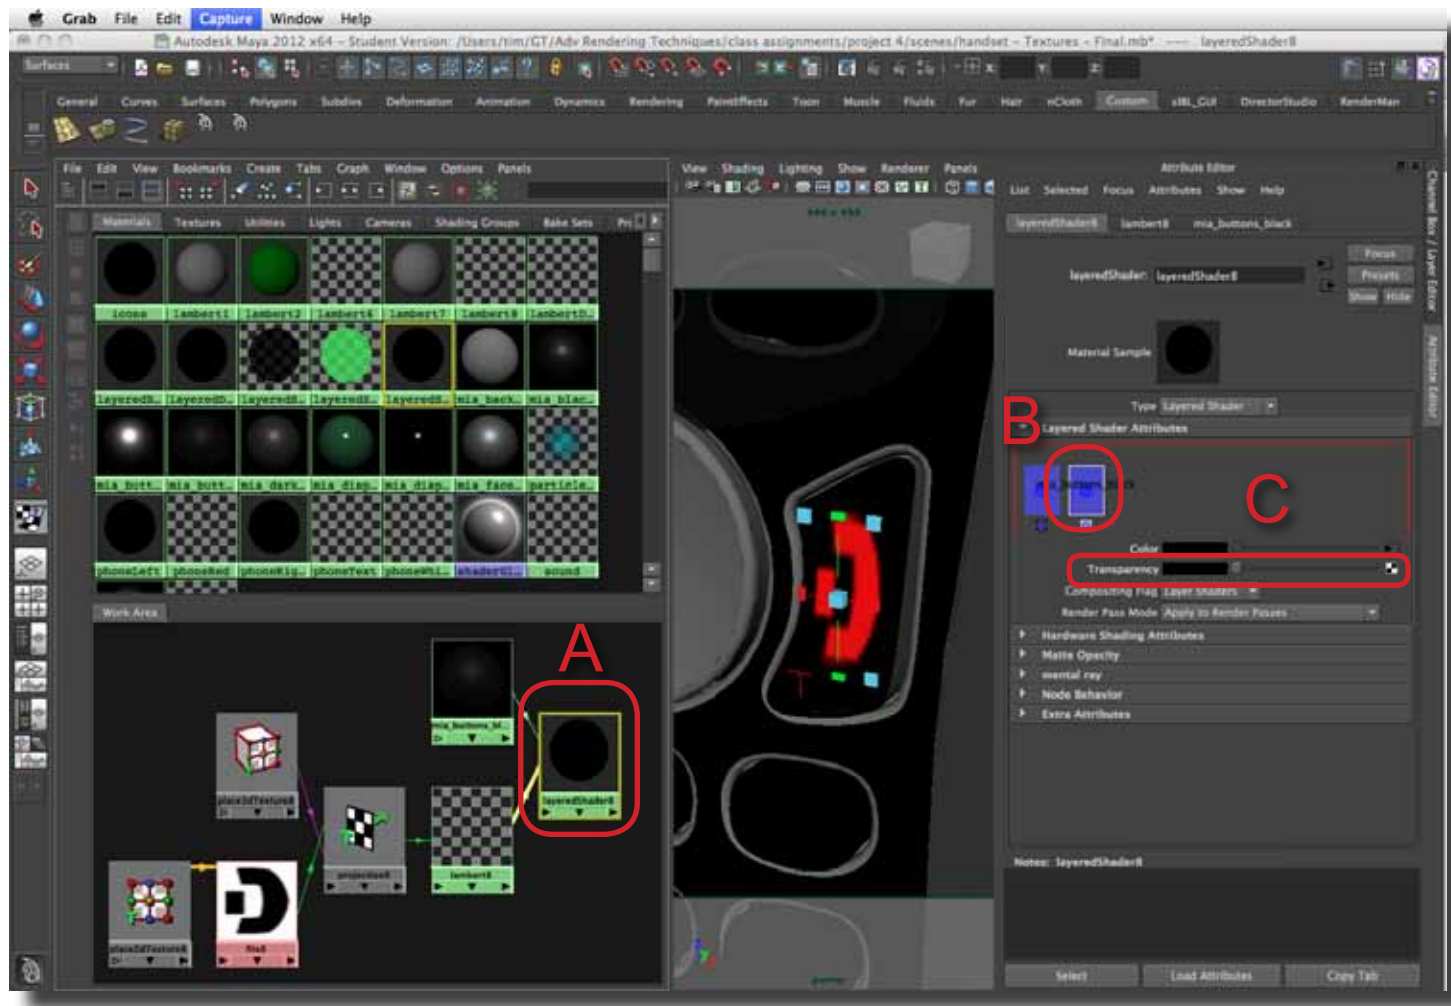 Grab File Edit Capture Window Help
Autodesk Maya 2012 x64 - Student Version: /Users/tim/GT/Adv Rendering Techniques/class assignments/project 4/scenes/handset - Textures - Final.mb* --- layeredShader8
Surfaces
General Curves Surfaces Polygons Subdivs Deformation Animation Dynamics Rendering PaintEffects Toon Muscle Fluids Fur Hair nCloth Custom sIBL_GUI DirectorStudio RenderMan
File Edit View Bookmarks Create Tabs Graph Window Options Panels
Materials Textures Utilities Lights Cameras Shading Groups Bake Sets
icons lambert1 lambert2 lambert6 lambert7 lambert8 lambertD...
mia_back... mia_blac...
mia_butt... mia_butt... mia_dark... mia_disp... mia_disp... mia_face... particle...
phoneLeft phoneRed phoneRig... phoneText phoneWhi... shaderGl... sound
Work Area
A
mia_buttons_bl...
layeredShader8
place3dTexture8
projection8
lambert8
place2dTexture8
file8
View Shading Lighting Show Renderer Panels
persp
Attribute Editor
List Selected Focus Attributes Show Help
layeredShader8 lambert8 mia_buttons_black
layeredShader: layeredShader8
Focus
Presets
Show Hide
Material Sample
Type Layered Shader
B
Layered Shader Attributes
mia_buttons_black
C
Color
Transparency
Compositing Flag Layer Shaders
Render Pass Mode Apply to Render Passes
Hardware Shading Attributes
Matte Opacity
mental ray
Node Behavior
Extra Attributes
Notes: layeredShader8
Select Load Attributes Copy Tab
Channel Box / Layer Editor
Attribute Editor